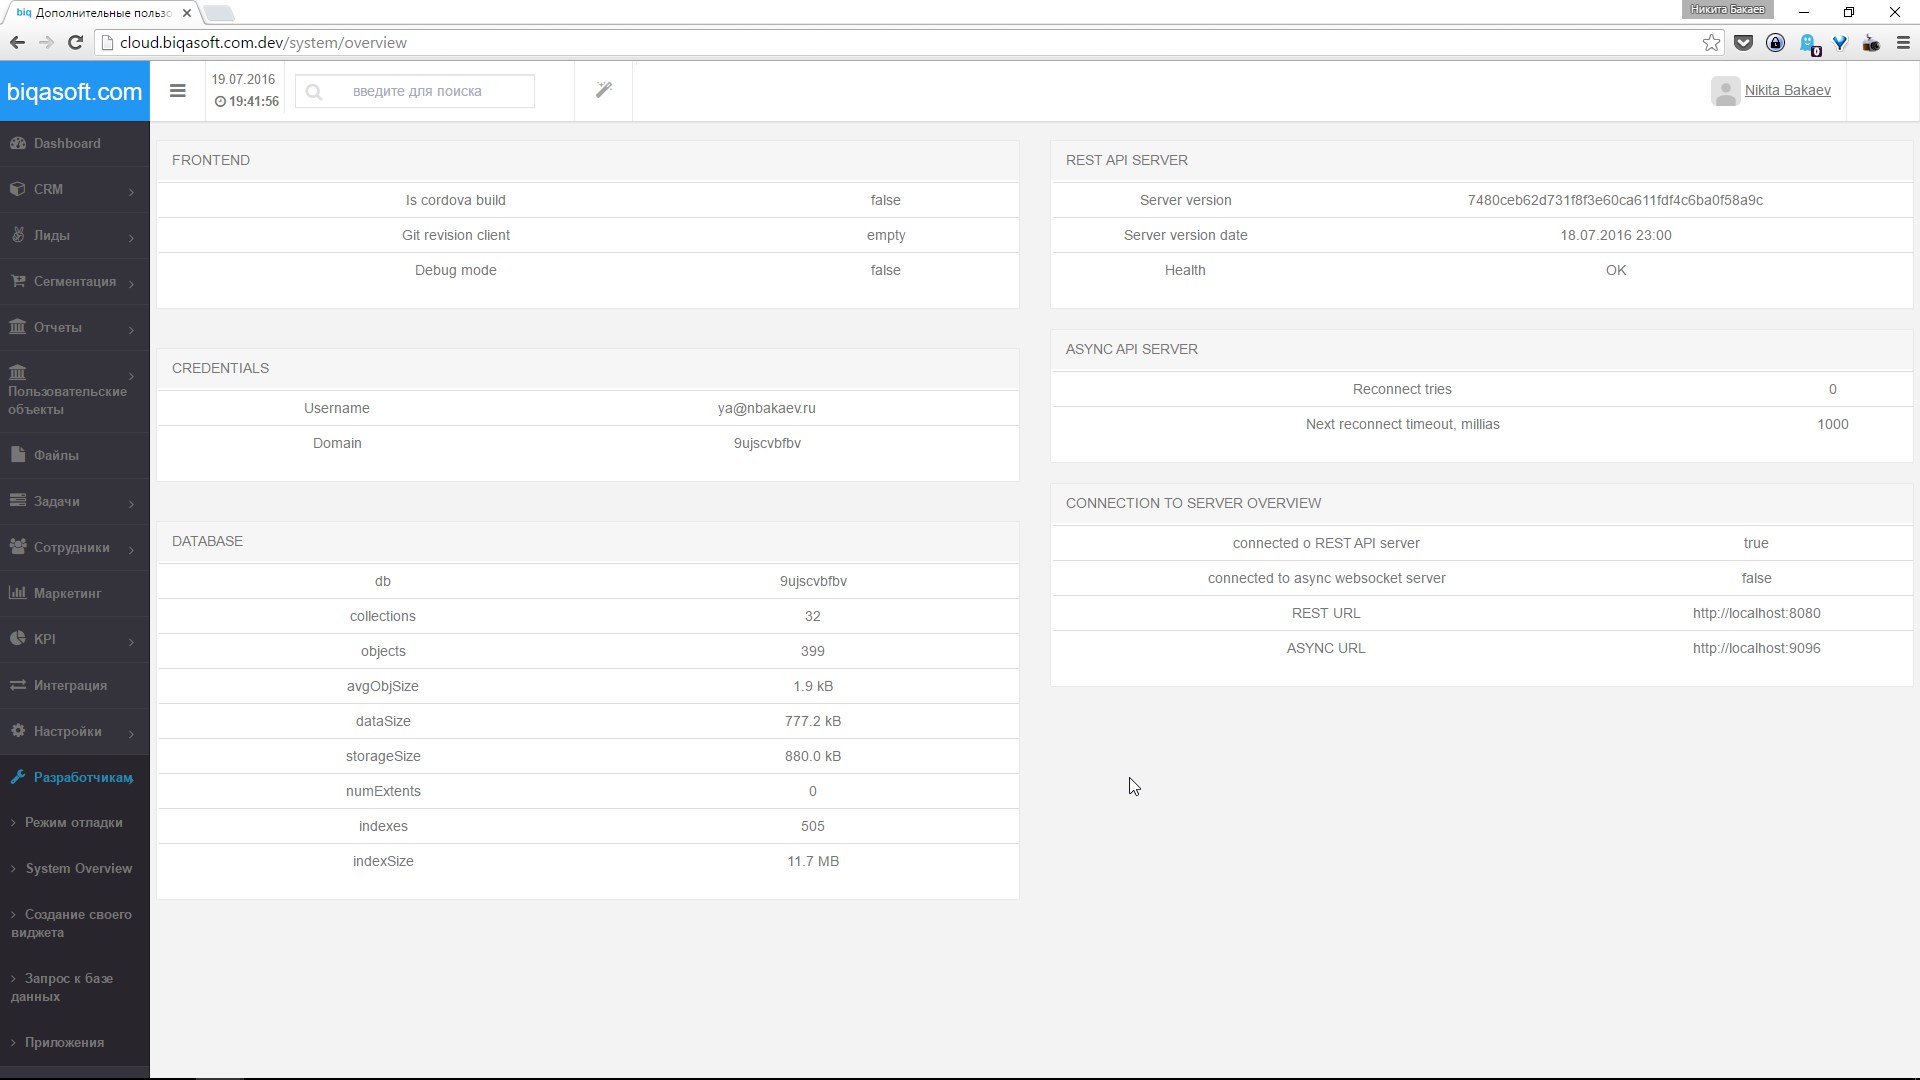 biq Дополнительные пользо
Никита Бакаев
cloud.biqasoft.com.dev/system/overview
biqasoft.com
19.07.2016
19:41:56
введите для поиска
Nikita Bakaev
Dashboard
CRM
Лиды
Сегментация
Отчеты
Пользовательские
объекты
Файлы
Задачи
Сотрудники
Маркетинг
KPI
Интеграция
Настройки
Разработчикам
Режим отладки
System Overview
Создание своего
виджета
Запрос к базе
данных
Приложения
FRONTEND
Is cordova build false
Git revision client empty
Debug mode false
CREDENTIALS
Username ya@nbakaev.ru
Domain 9ujscvbfbv
DATABASE
db 9ujscvbfbv
collections 32
objects 399
avgObjSize 1.9 kB
dataSize 777.2 kB
storageSize 880.0 kB
numExtents 0
indexes 505
indexSize 11.7 MB
REST API SERVER
Server version 7480ceb62d731f8f3e60ca611fdf4c6ba0f58a9c
Server version date 18.07.2016 23:00
Health OK
ASYNC API SERVER
Reconnect tries 0
Next reconnect timeout, millias 1000
CONNECTION TO SERVER OVERVIEW
connected o REST API server true
connected to async websocket server false
REST URL http://localhost:8080
ASYNC URL http://localhost:9096